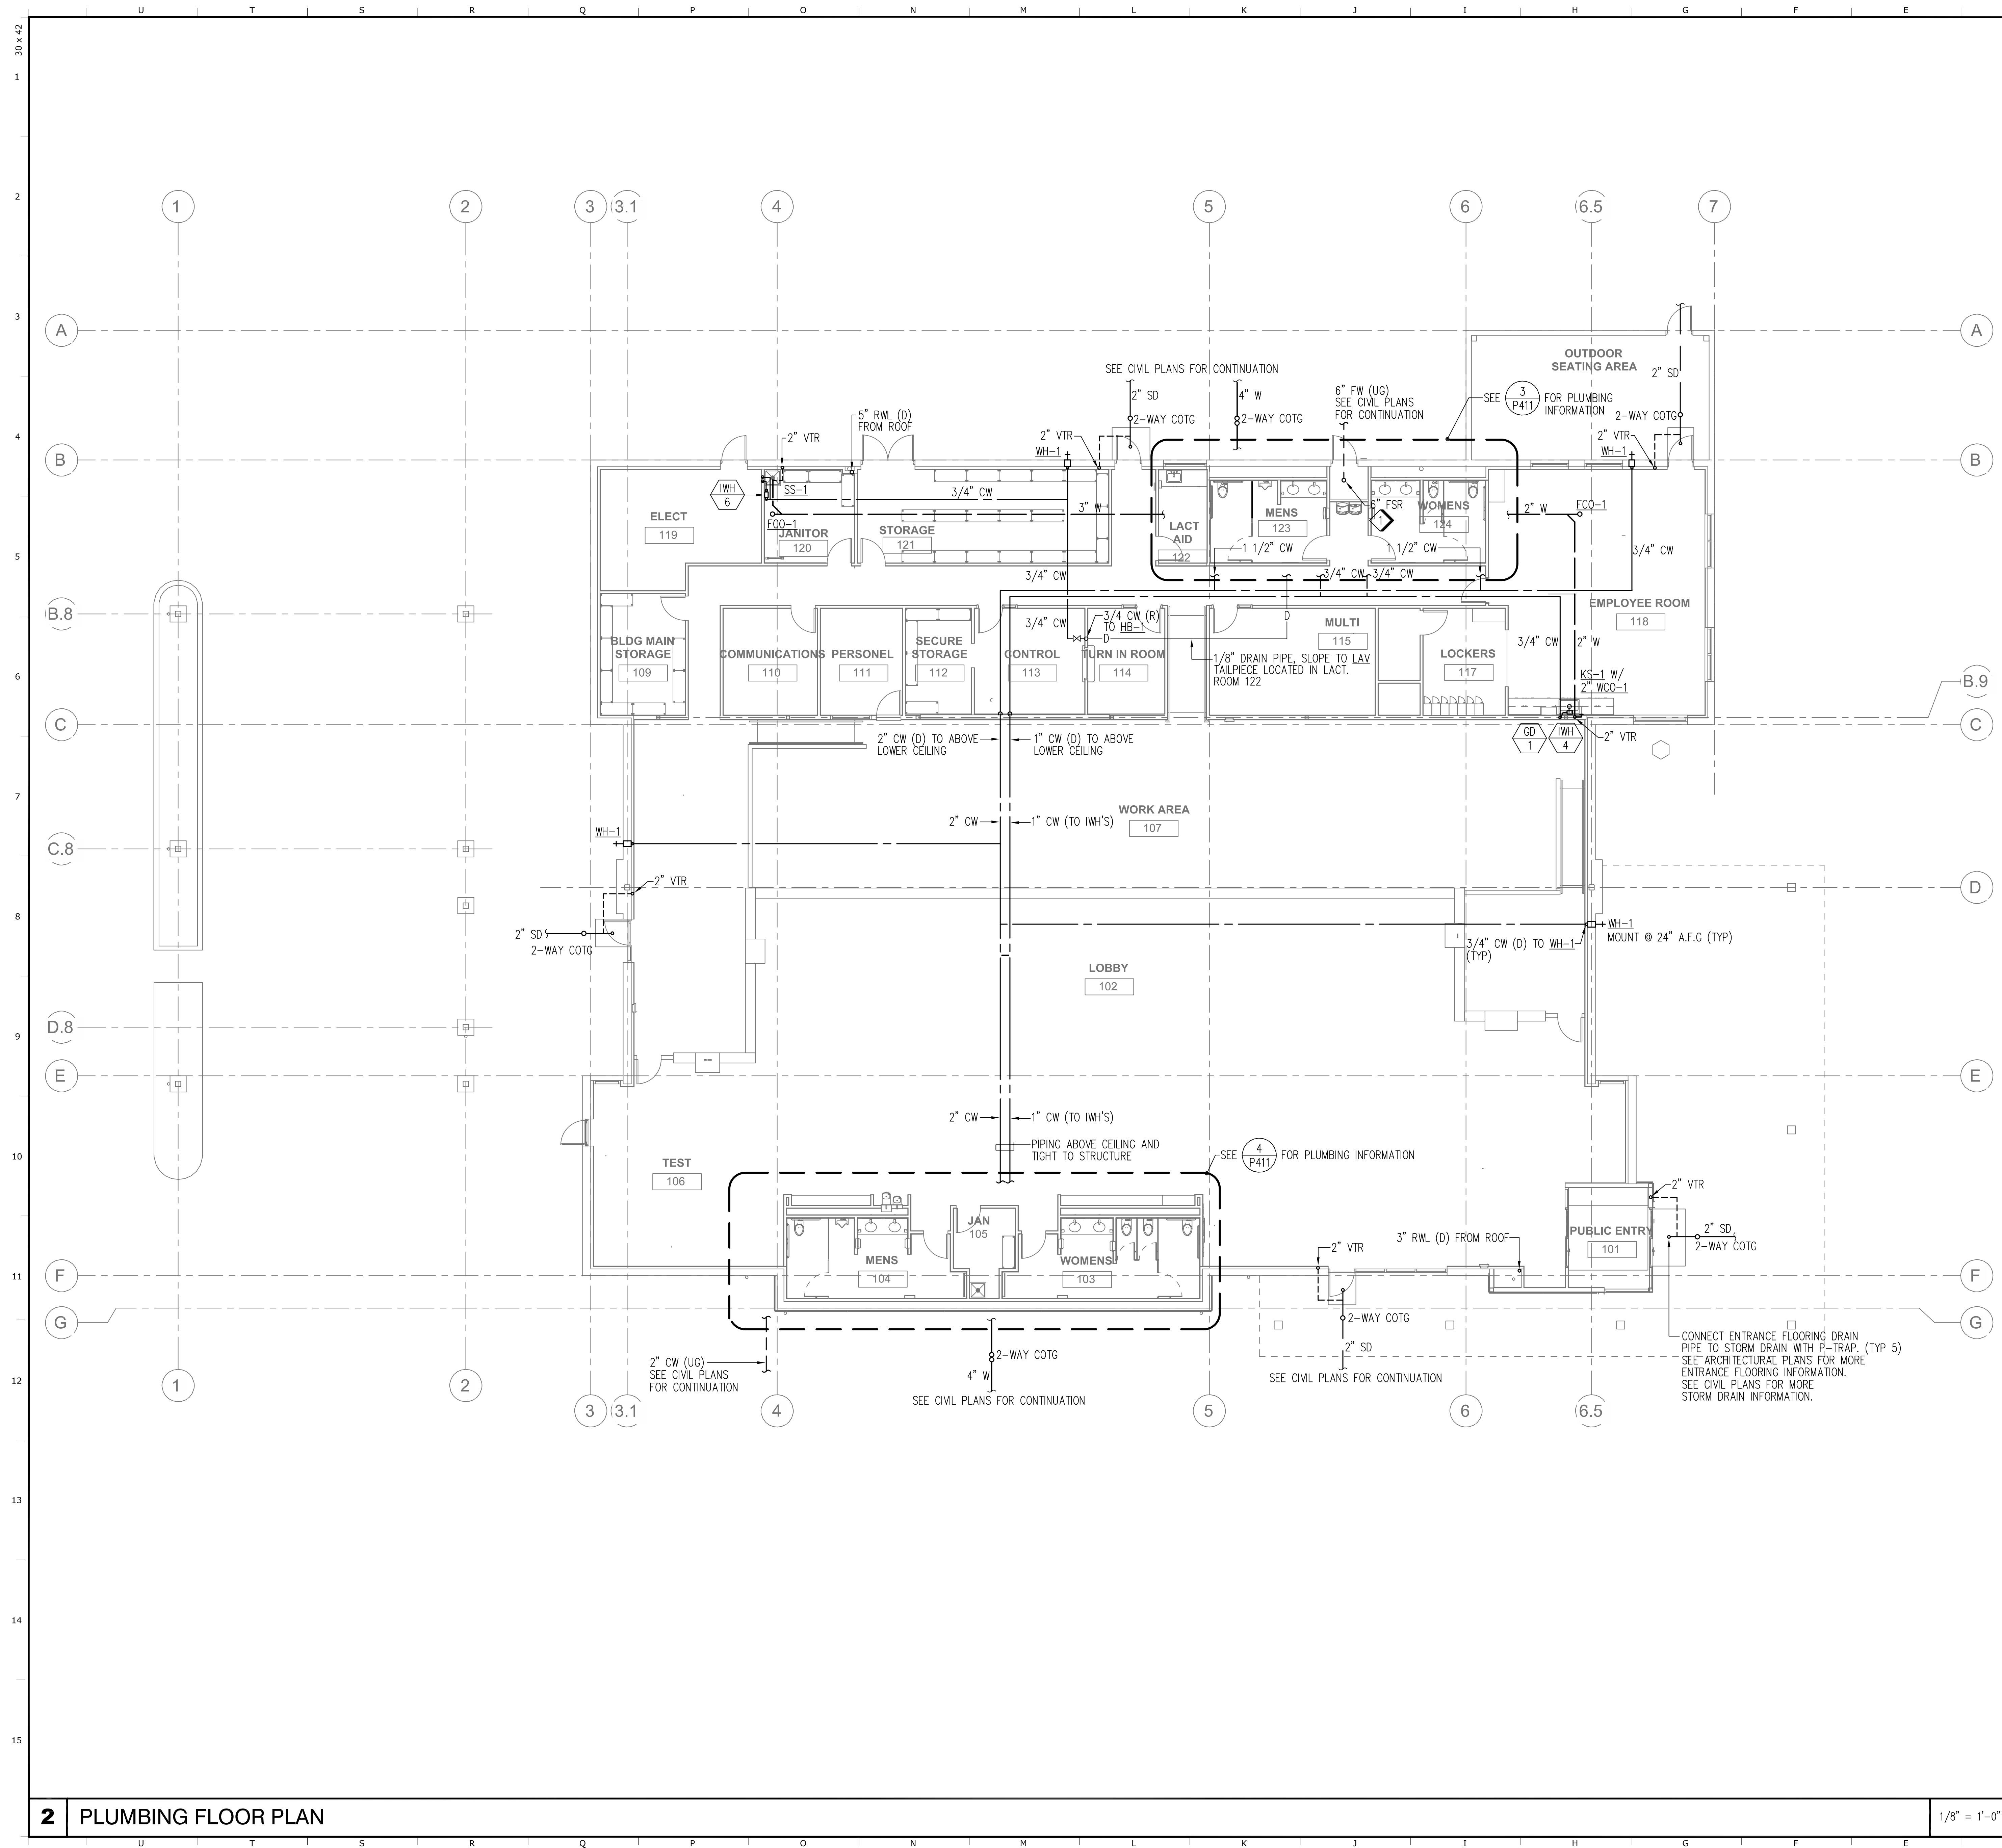 U T S R Q P O N M L K J I H G F E
30 x 42
1
2
3
4
5
6
7
8
9
10
11
12
13
14
15
1 2 3 3.1 4 5 6 6.5 7
A A
OUTDOOR
SEATING AREA
2" SD
SEE CIVIL PLANS FOR CONTINUATION
2" SD
4" W
6" FW (UG)
SEE CIVIL PLANS
FOR CONTINUATION
SEE 3
P411
FOR PLUMBING
INFORMATION
2-WAY COTG
2-WAY COTG
2-WAY COTG
5" RWL (D)
FROM ROOF
2" VTR
2" VTR
2" VTR
WH-1
WH-1
B B
IWH
6
SS-1
3/4" CW
3" W
FCO-1
ELECT
119
JANITOR
120
STORAGE
121
LACT
AID
122
MENS
123
6" FSR
1
WOMENS
124
2" W
FCO-1
3/4" CW
1 1/2" CW
1 1/2" CW
3/4" CW
3/4" CW
3/4" CW
B.8
BLDG MAIN
STORAGE
109
COMMUNICATIONS
110
PERSONEL
111
SECURE
STORAGE
112
3/4" CW
CONTROL
113
3/4 CW (R)
TO HB-1
D
D
TURN IN ROOM
114
MULTI
115
1/8" DRAIN PIPE, SLOPE TO LAV
TAILPIECE LOCATED IN LACT.
ROOM 122
LOCKERS
117
EMPLOYEE ROOM
118
3/4" CW
2" W
KS-1 W/
2" WCO-1
B.9
C C
GD
1
IWH
4
2" VTR
2" CW (D) TO ABOVE
LOWER CEILING
1" CW (D) TO ABOVE
LOWER CEILING
WORK AREA
107
2" CW
1" CW (TO IWH'S)
WH-1
C.8
2" VTR
D
2" SD
2-WAY COTG
3/4" CW (D) TO WH-1
(TYP)
WH-1
MOUNT @ 24" A.F.G (TYP)
LOBBY
102
D.8
E E
2" CW
1" CW (TO IWH'S)
PIPING ABOVE CEILING AND
TIGHT TO STRUCTURE
SEE 4
P411
FOR PLUMBING INFORMATION
TEST
106
JAN
105
MENS
104
WOMENS
103
2" VTR
3" RWL (D) FROM ROOF
PUBLIC ENTRY
101
2" VTR
2" SD
2-WAY COTG
F F
G G
2" CW (UG)
SEE CIVIL PLANS
FOR CONTINUATION
2-WAY COTG
4" W
SEE CIVIL PLANS FOR CONTINUATION
2-WAY COTG
2" SD
SEE CIVIL PLANS FOR CONTINUATION
CONNECT ENTRANCE FLOORING DRAIN
PIPE TO STORM DRAIN WITH P-TRAP. (TYP 5)
SEE ARCHITECTURAL PLANS FOR MORE
ENTRANCE FLOORING INFORMATION.
SEE CIVIL PLANS FOR MORE
STORM DRAIN INFORMATION.
1 2 3 3.1 4 5 6 6.5
2 PLUMBING FLOOR PLAN
1/8" = 1'-0"
U T S R Q P O N M L K J I H G F E